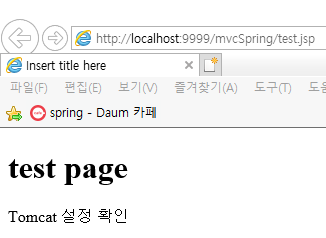 http://localhost:9999/mvcSpring/test.jsp
Insert title here
파일(F) 편집(E) 보기(V) 즐겨찾기(A) 도구(T) 도움
spring - Daum 카페
test page
Tomcat 설정 확인